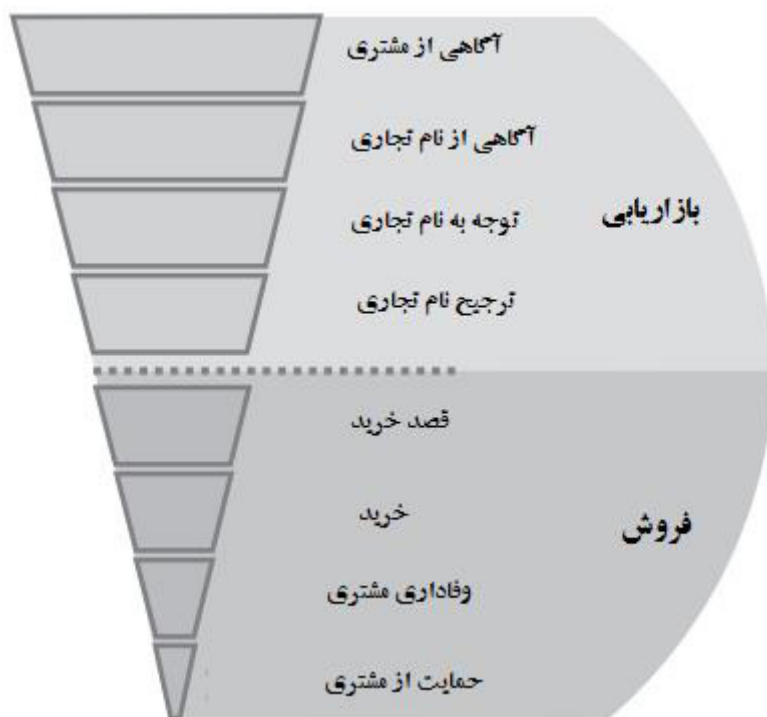 آگاهی از مشتری
آگاهی از نام تجاری
توجه به نام تجاری
ترجیح نام تجاری
بازاریابی
قصد خرید
خرید
وفاداری مشتری
حمایت از مشتری
فروش